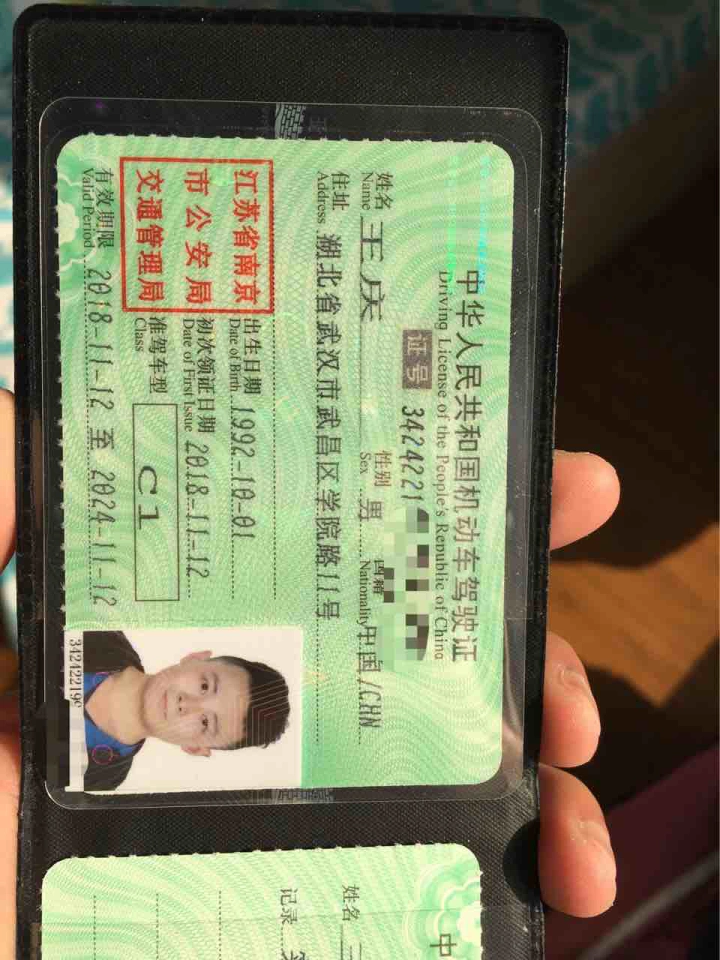 中华人民共和国机动车驾驶证
Driving License of the People's Republic of China
证号 3424221
姓名 王庆 性别 男 国籍 中国/CHN
Name Sex Nationality
住址 湖北省武汉市武昌区学院路11号
Address
江苏省南京
市公安局
交通管理局
出生日期 1992-10-01
Date of Birth
初次领证日期 2018-11-12
Date of First Issue
准驾车型 C1
Class
有效期限 2018-11-12 至 2024-11-12
Valid Period
34242219
中
姓名
记录